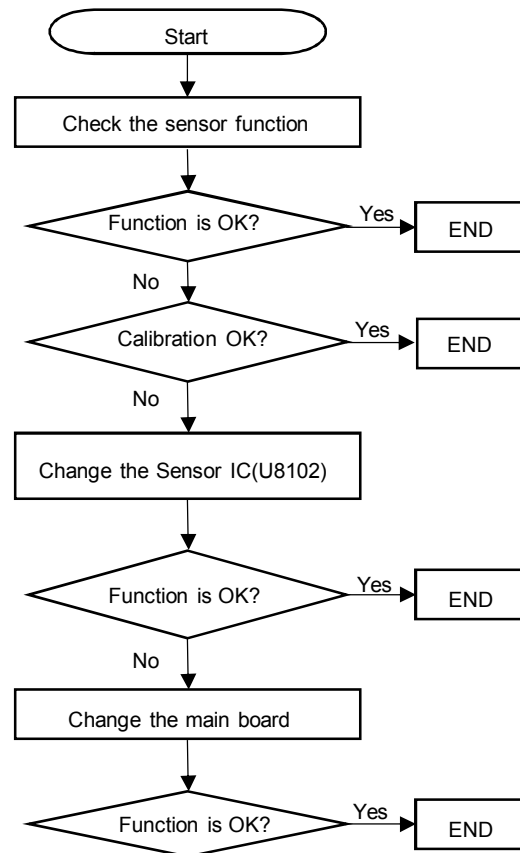 Start
Check the sensor function
Function is OK?
Yes
END
No
Calibration OK?
Yes
END
No
Change the Sensor IC(U8102)
Function is OK?
Yes
END
No
Change the main board
Function is OK?
Yes
END